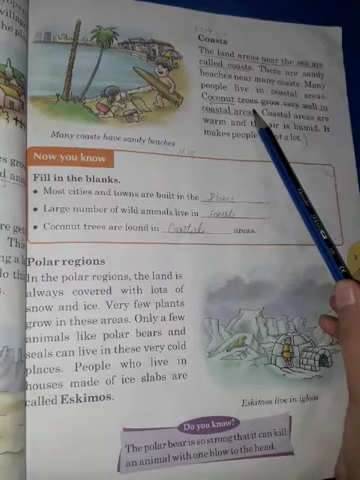 Coasts
The land areas near the sea are
called coasts. There are sandy
beaches near many coasts. Many
people live in coastal areas.
Coconut trees grow very well in
coastal areas. Coastal areas are
warm and the air is humid. It
makes people a lot.
Many coasts have sandy beaches
Now you know
Fill in the blanks.
• Most cities and towns are built in the Plains
• Large number of wild animals live in forests
• Coconut trees are found in Coastal areas.
Polar regions
In the polar regions, the land is
always covered with lots of
snow and ice. Very few plants
grow in these areas. Only a few
animals like polar bears and
seals can live in these very cold
places. People who live in
houses made of ice slabs are
called Eskimos.
Eskimos live in igloos
Do you know?
The polar bear is so strong that it can kill
an animal with one blow to the head.